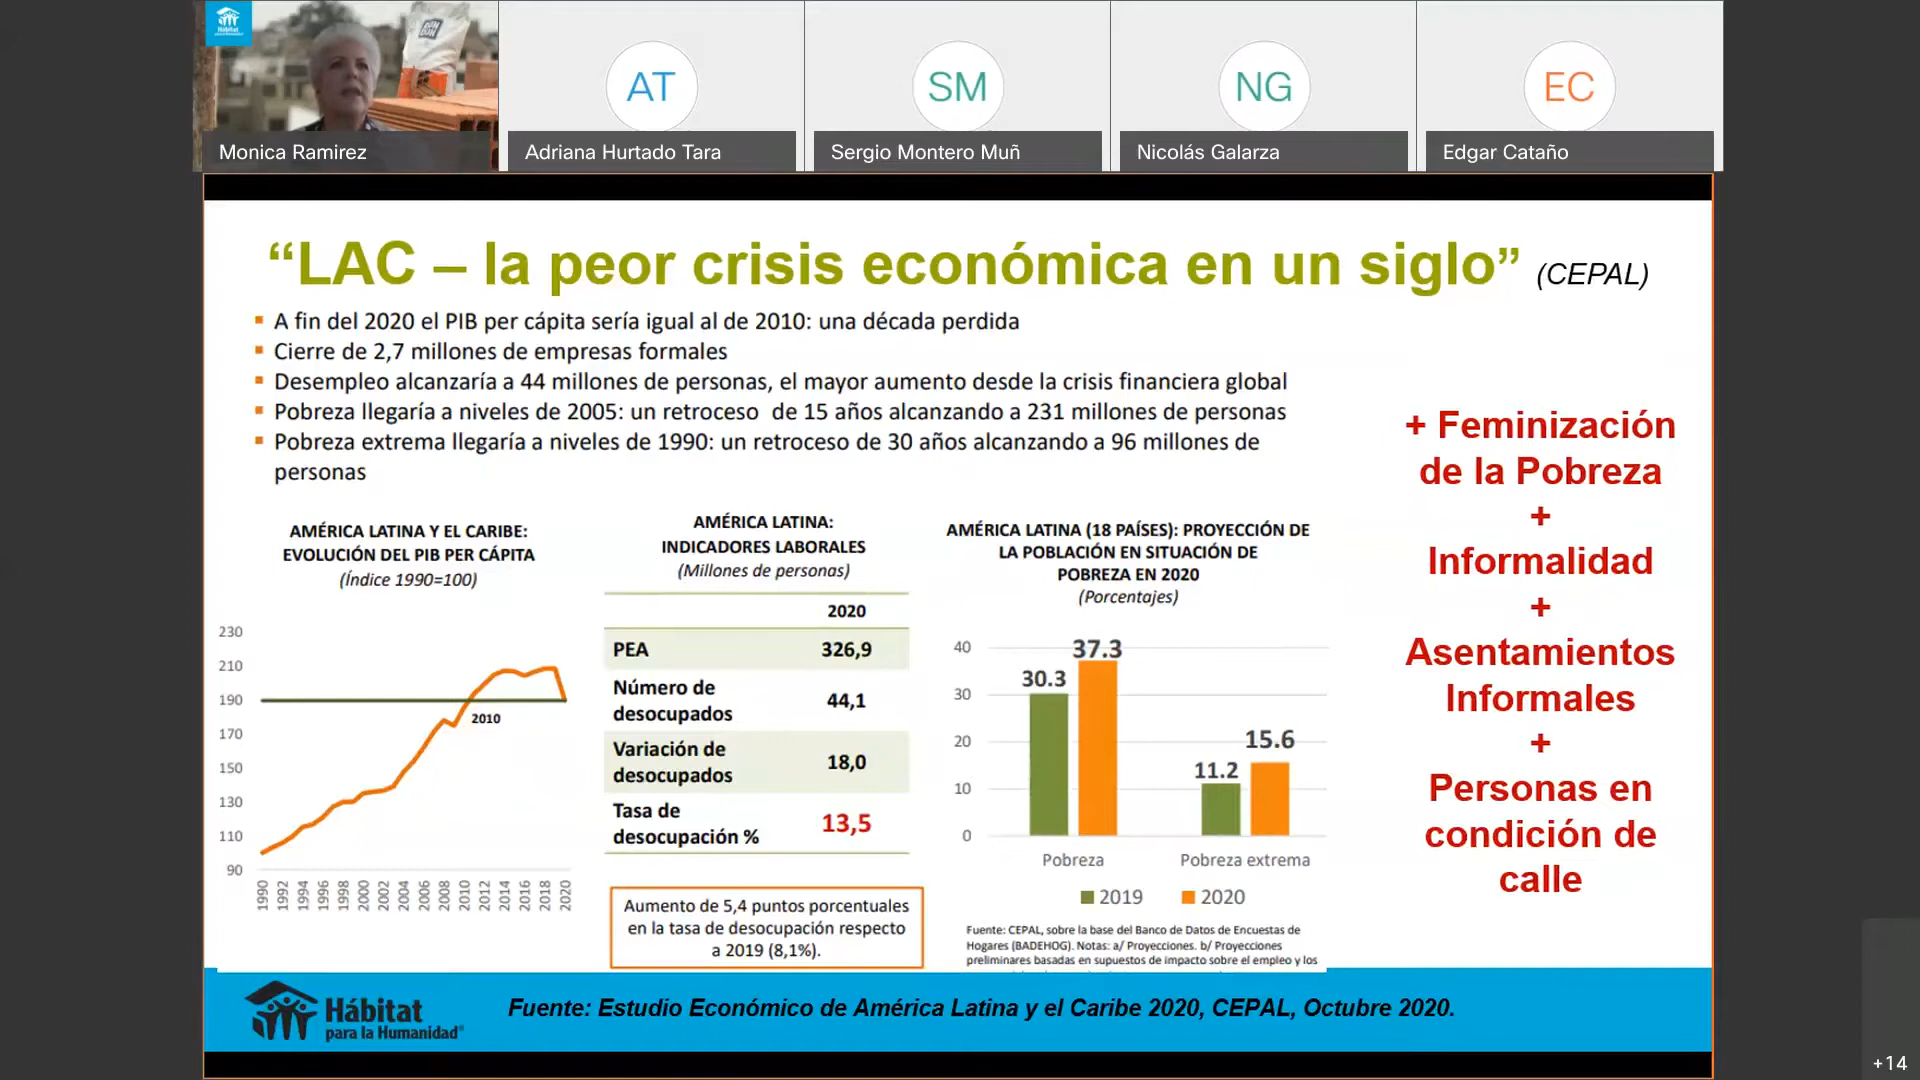 Hábitat
Monica Ramirez
AT
Adriana Hurtado Tara
SM
Sergio Montero Muñ
NG
Nicolás Galarza
EC
Edgar Cataño
“LAC – la peor crisis económica en un siglo” (CEPAL)
▪ A fin del 2020 el PIB per cápita sería igual al de 2010: una década perdida
▪ Cierre de 2,7 millones de empresas formales
▪ Desempleo alcanzaría a 44 millones de personas, el mayor aumento desde la crisis financiera global
▪ Pobreza llegaría a niveles de 2005: un retroceso de 15 años alcanzando a 231 millones de personas
▪ Pobreza extrema llegaría a niveles de 1990: un retroceso de 30 años alcanzando a 96 millones de
personas
AMÉRICA LATINA Y EL CARIBE:
EVOLUCIÓN DEL PIB PER CÁPITA
(Índice 1990=100)
230
210
190
170
150
130
110
90
2010
1990 1992 1994 1996 1998 2000 2002 2004 2006 2008 2010 2012 2014 2016 2018 2020
AMÉRICA LATINA:
INDICADORES LABORALES
(Millones de personas)
2020
PEA 326,9
Número de
desocupados 44,1
Variación de
desocupados 18,0
Tasa de
desocupación % 13,5
Aumento de 5,4 puntos porcentuales
en la tasa de desocupación respecto
a 2019 (8,1%).
AMÉRICA LATINA (18 PAÍSES): PROYECCIÓN DE
LA POBLACIÓN EN SITUACIÓN DE
POBREZA EN 2020
(Porcentajes)
40
30
20
10
0
30.3
37.3
11.2
15.6
Pobreza Pobreza extrema
2019 2020
Fuente: CEPAL, sobre la base del Banco de Datos de Encuestas de
Hogares (BADEHOG). Notas: a/ Proyecciones. b/ Proyecciones
preliminares basadas en supuestos de impacto sobre el empleo y los
+ Feminización
de la Pobreza
+
Informalidad
+
Asentamientos
Informales
+
Personas en
condición de
calle
Hábitat
para la Humanidad®
Fuente: Estudio Económico de América Latina y el Caribe 2020, CEPAL, Octubre 2020.
+14